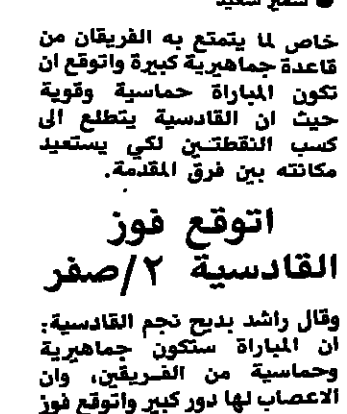 ● سمير سعيد
خاص لما يتمتع به الفريقان من
قاعدة جماهيرية كبيرة واتوقع ان
تكون المباراة حماسية وقوية
حيث ان القادسية يتطلع الى
كسب النقطتين لكي يستعيد
مكانته بين فرق المقدمة.
اتوقع فوز
القادسية ٢/صفر
وقال راشد بديح نجم القادسية:
ان المباراة ستكون جماهيرية
وحماسية من الفريقين، وان
الاعصاب لها دور كبير واتوقع فوز